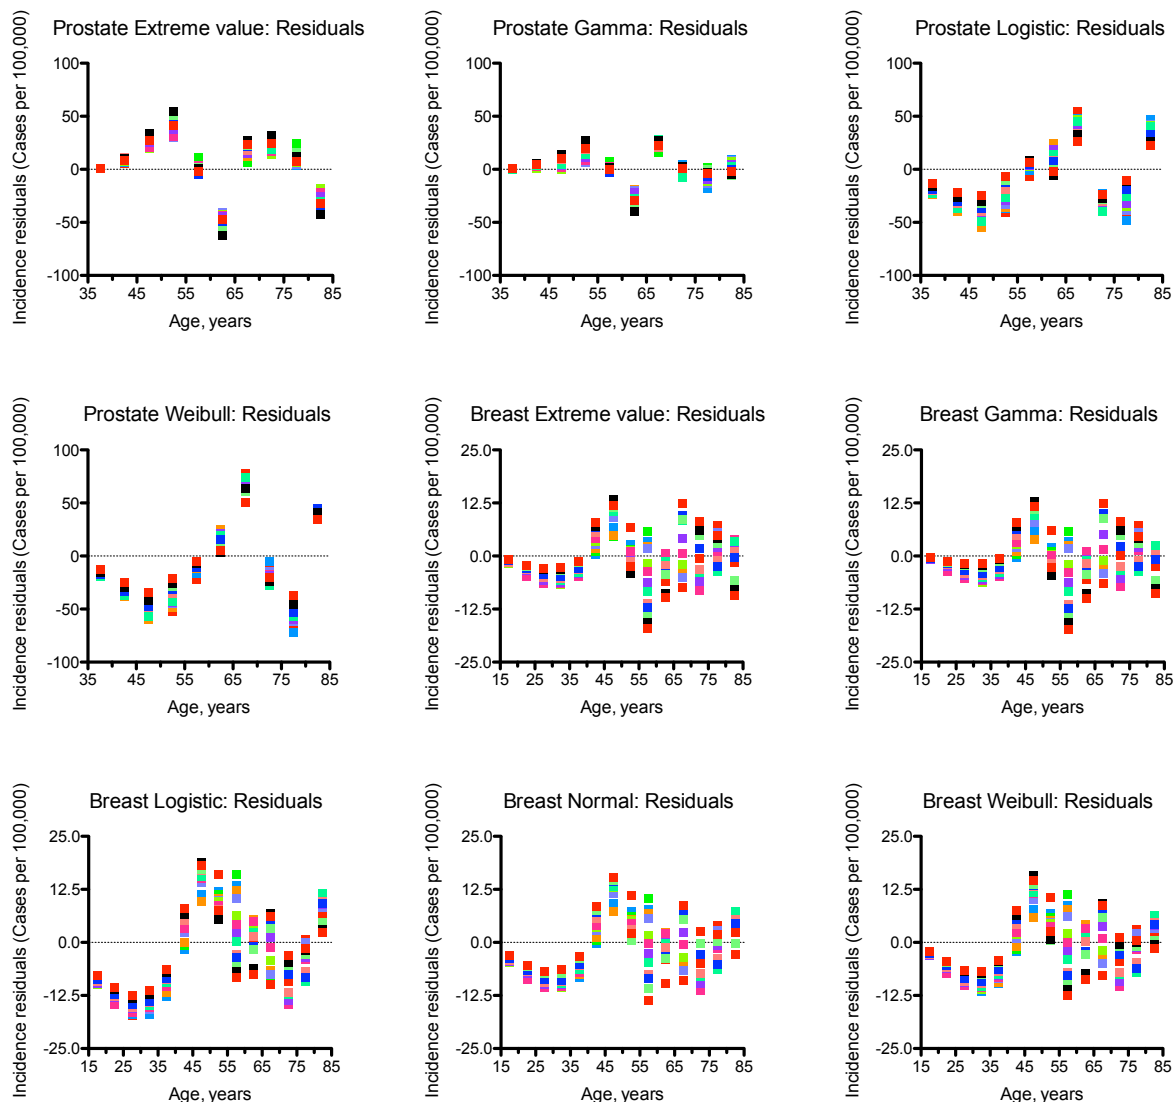 Prostate Extreme value: Residuals
Incidence residuals (Cases per 100,000)
100
50
0
-50
-100
35 45 55 65 75 85
Age, years
Prostate Gamma: Residuals
Incidence residuals (Cases per 100,000)
100
50
0
-50
-100
35 45 55 65 75 85
Age, years
Prostate Logistic: Residuals
Incidence residuals (Cases per 100,000)
100
50
0
-50
-100
35 45 55 65 75 85
Age, years
Prostate Weibull: Residuals
Incidence residuals (Cases per 100,000)
100
50
0
-50
-100
35 45 55 65 75 85
Age, years
Breast Extreme value: Residuals
Incidence residuals (Cases per 100,000)
25.0
12.5
0.0
-12.5
-25.0
15 25 35 45 55 65 75 85
Age, years
Breast Gamma: Residuals
Incidence residuals (Cases per 100,000)
25.0
12.5
0.0
-12.5
-25.0
15 25 35 45 55 65 75 85
Age, years
Breast Logistic: Residuals
Incidence residuals (Cases per 100,000)
25.0
12.5
0.0
-12.5
-25.0
15 25 35 45 55 65 75 85
Age, years
Breast Normal: Residuals
Incidence residuals (Cases per 100,000)
25.0
12.5
0.0
-12.5
-25.0
15 25 35 45 55 65 75 85
Age, years
Breast Weibull: Residuals
Incidence residuals (Cases per 100,000)
25.0
12.5
0.0
-12.5
-25.0
15 25 35 45 55 65 75 85
Age, years